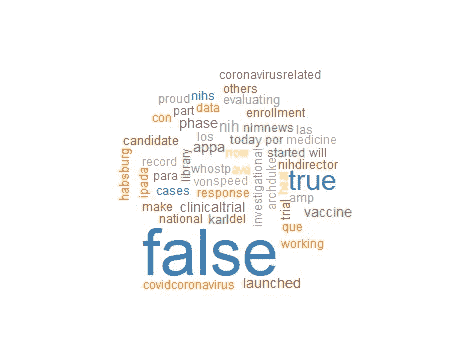 coronavirusrelated
nihs others
proud data evaluating
part enrollment
con phase nih nimnews las
candidate los today por medicine
appa now started will
record library nihdirector
habsburg ipada para whostp ava true
vonspeed
cases response investigational archduke amp
make clinicaltrial trial vaccine
national karl del
que
false working
covidcoronavirus launched